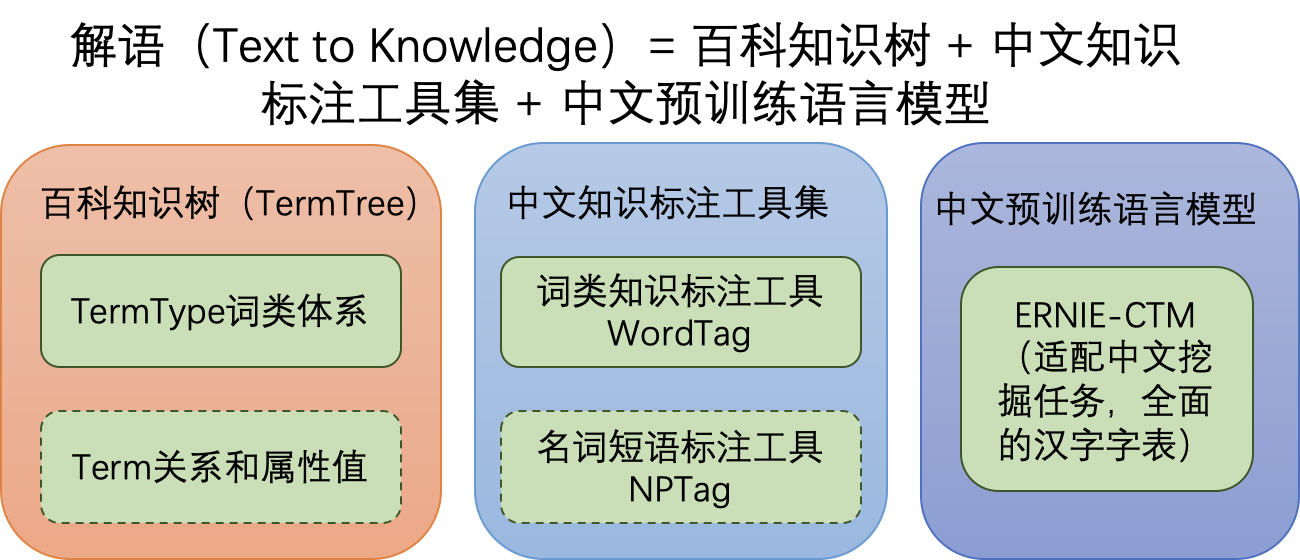 解语（Text to Knowledge）= 百科知识树 + 中文知识
标注工具集 + 中文预训练语言模型
百科知识树（TermTree）
TermType词类体系
Term关系和属性值
中文知识标注工具集
词类知识标注工具
WordTag
名词短语标注工具
NPTag
中文预训练语言模型
ERNIE-CTM
（适配中文挖
掘任务，全面
的汉字字表）